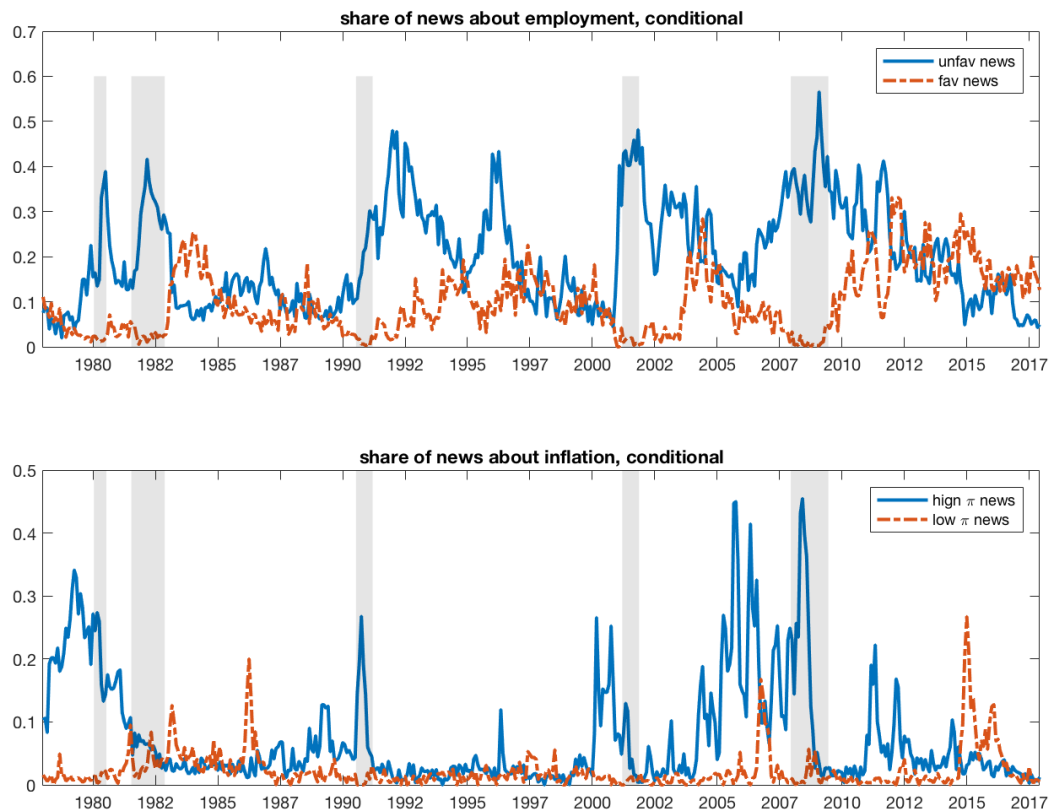 share of news about employment, conditional
0.7
0.6
0.5
0.4
0.3
0.2
0.1
0
unfav news
fav news
1980 1982 1985 1987 1990 1992 1995 1997 2000 2002 2005 2007 2010 2012 2015 2017
share of news about inflation, conditional
0.5
0.4
0.3
0.2
0.1
0
hign π news
low π news
1980 1982 1985 1987 1990 1992 1995 1997 2000 2002 2005 2007 2010 2012 2015 2017